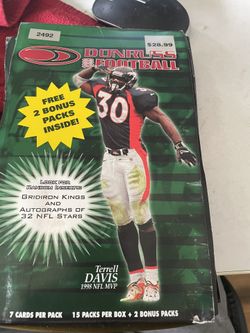 2492
$28.99
DONRUSS
FOOTBALL
FREE
2 BONUS
PACKS
INSIDE!
30
LOOK FOR
RANDOM INSERTS:
GRIDIRON KINGS
AND
AUTOGRAPHS OF
32 NFL STARS
Terrell
DAVIS
1998 NFL MVP
7 CARDS PER PACK 15 PACKS PER BOX + 2 BONUS PACKS